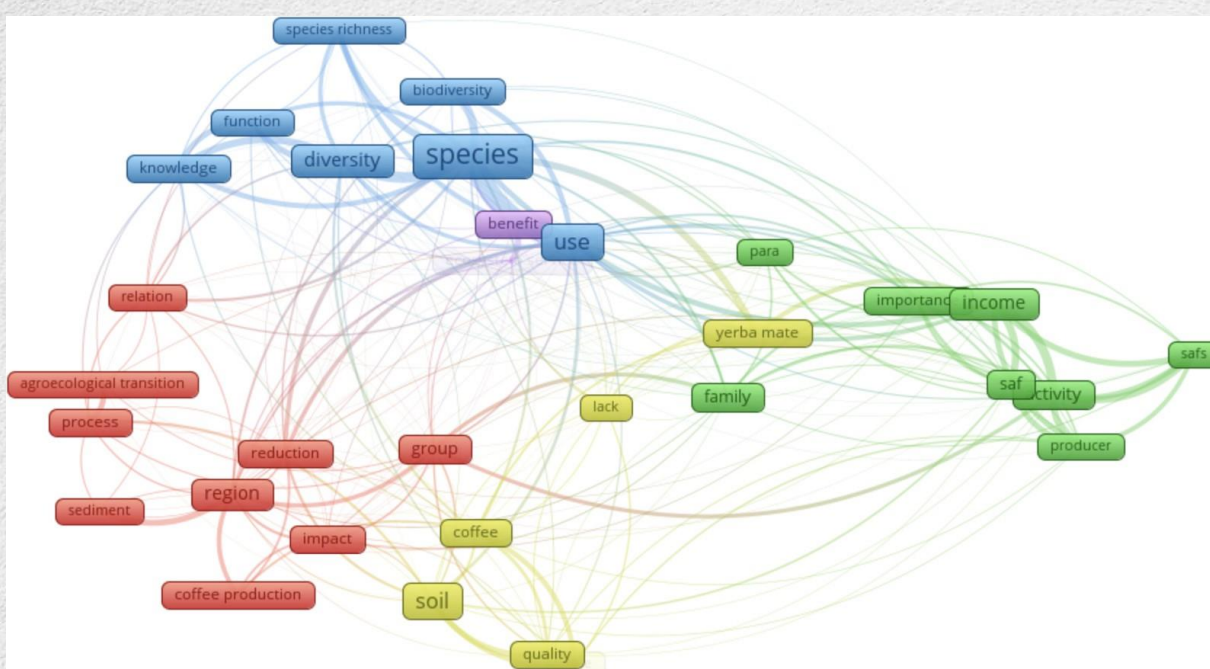 species richness
biodiversity
function
species
diversity
knowledge
benefit
use
para
relation
importanc
income
yerba mate
safs
agroecological transition
saf
ctivity
family
lack
process
group
producer
reduction
region
sediment
coffee
impact
coffee production
soil
quality